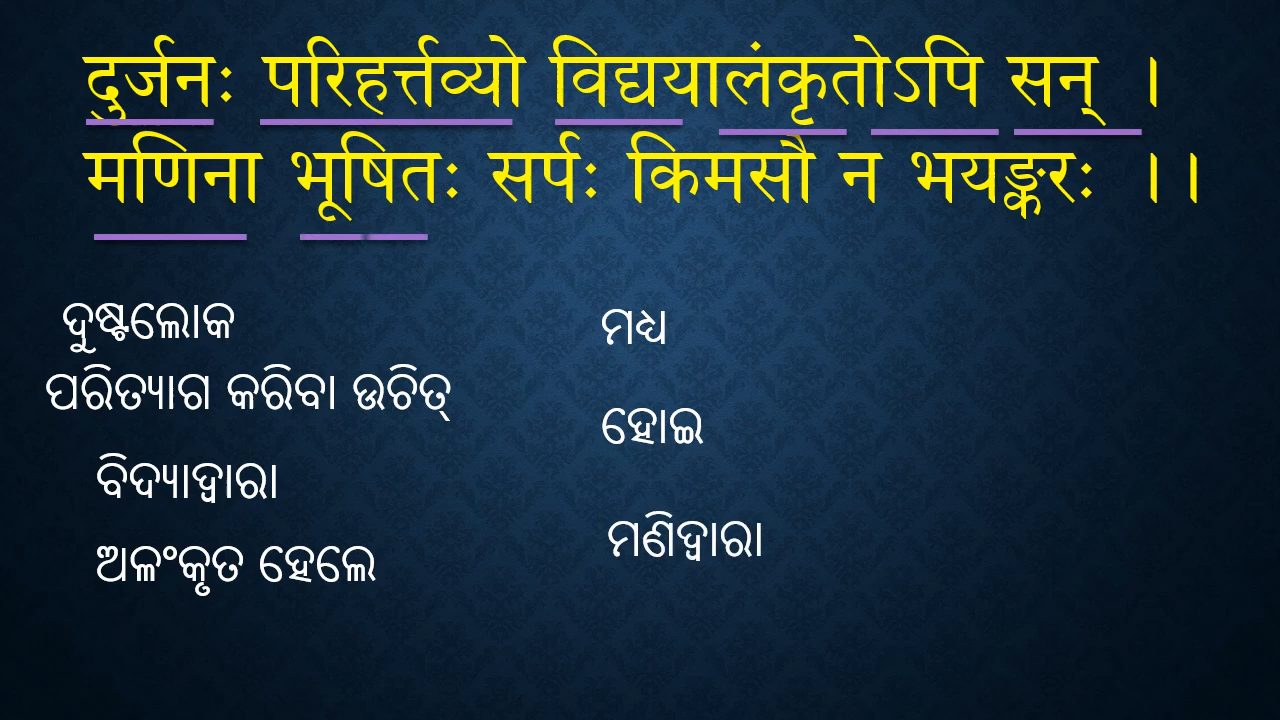 दुर्जनः परिहर्त्तव्यो विद्ययालंकृतोऽपि सन् ।
मणिना भूषितः सर्पः किमसौ न भयङ्करः ।।
ଦୁଷ୍ଟଲୋକ
ପରିତ୍ୟାଗ କରିବା ଉଚିତ୍
ବିଦ୍ୟାଦ୍ୱାରା
ଅଳଂକୃତ ହେଲେ
ମଧ୍ୟ
ହୋଇ
ମଣିଦ୍ୱାରା